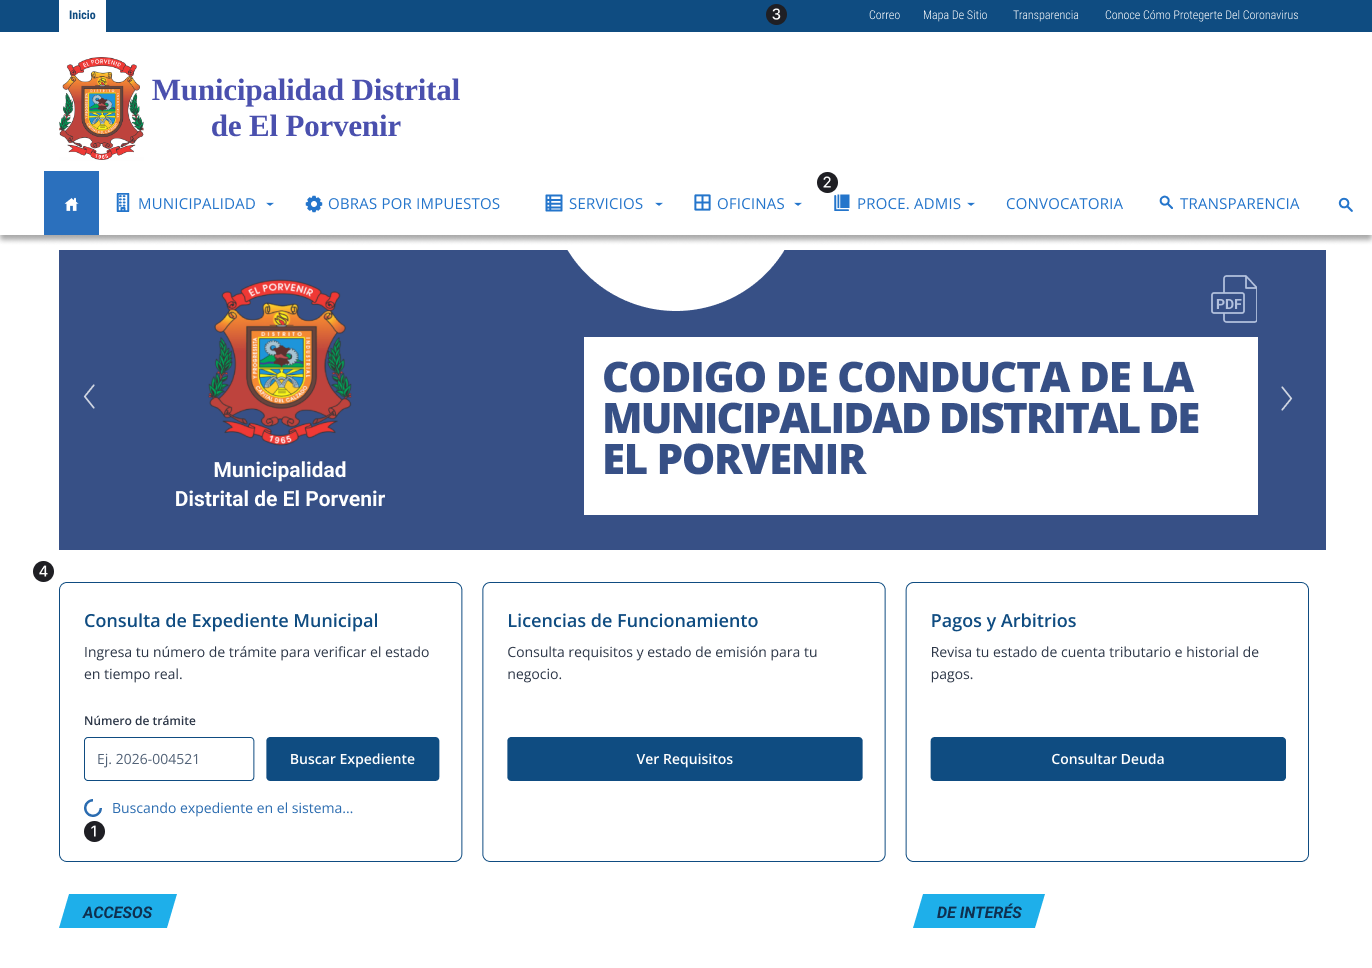 Inicio
3
Correo
Mapa De Sitio
Transparencia
Conoce Cómo Protegerte Del Coronavirus
EL PORVENIR
1965
Municipalidad Distrital
de El Porvenir
2
MUNICIPALIDAD
OBRAS POR IMPUESTOS
SERVICIOS
OFICINAS
PROCE. ADMIS
CONVOCATORIA
TRANSPARENCIA
EL PORVENIR
DISTRITO
1965
Municipalidad
Distrital de El Porvenir
PDF
CODIGO DE CONDUCTA DE LA
MUNICIPALIDAD DISTRITAL DE
EL PORVENIR
4
Consulta de Expediente Municipal
Ingresa tu número de trámite para verificar el estado
en tiempo real.
Número de trámite
Ej. 2026-004521
Buscar Expediente
Buscando expediente en el sistema...
1
Licencias de Funcionamiento
Consulta requisitos y estado de emisión para tu
negocio.
Ver Requisitos
Pagos y Arbitrios
Revisa tu estado de cuenta tributario e historial de
pagos.
Consultar Deuda
ACCESOS
DE INTERÉS